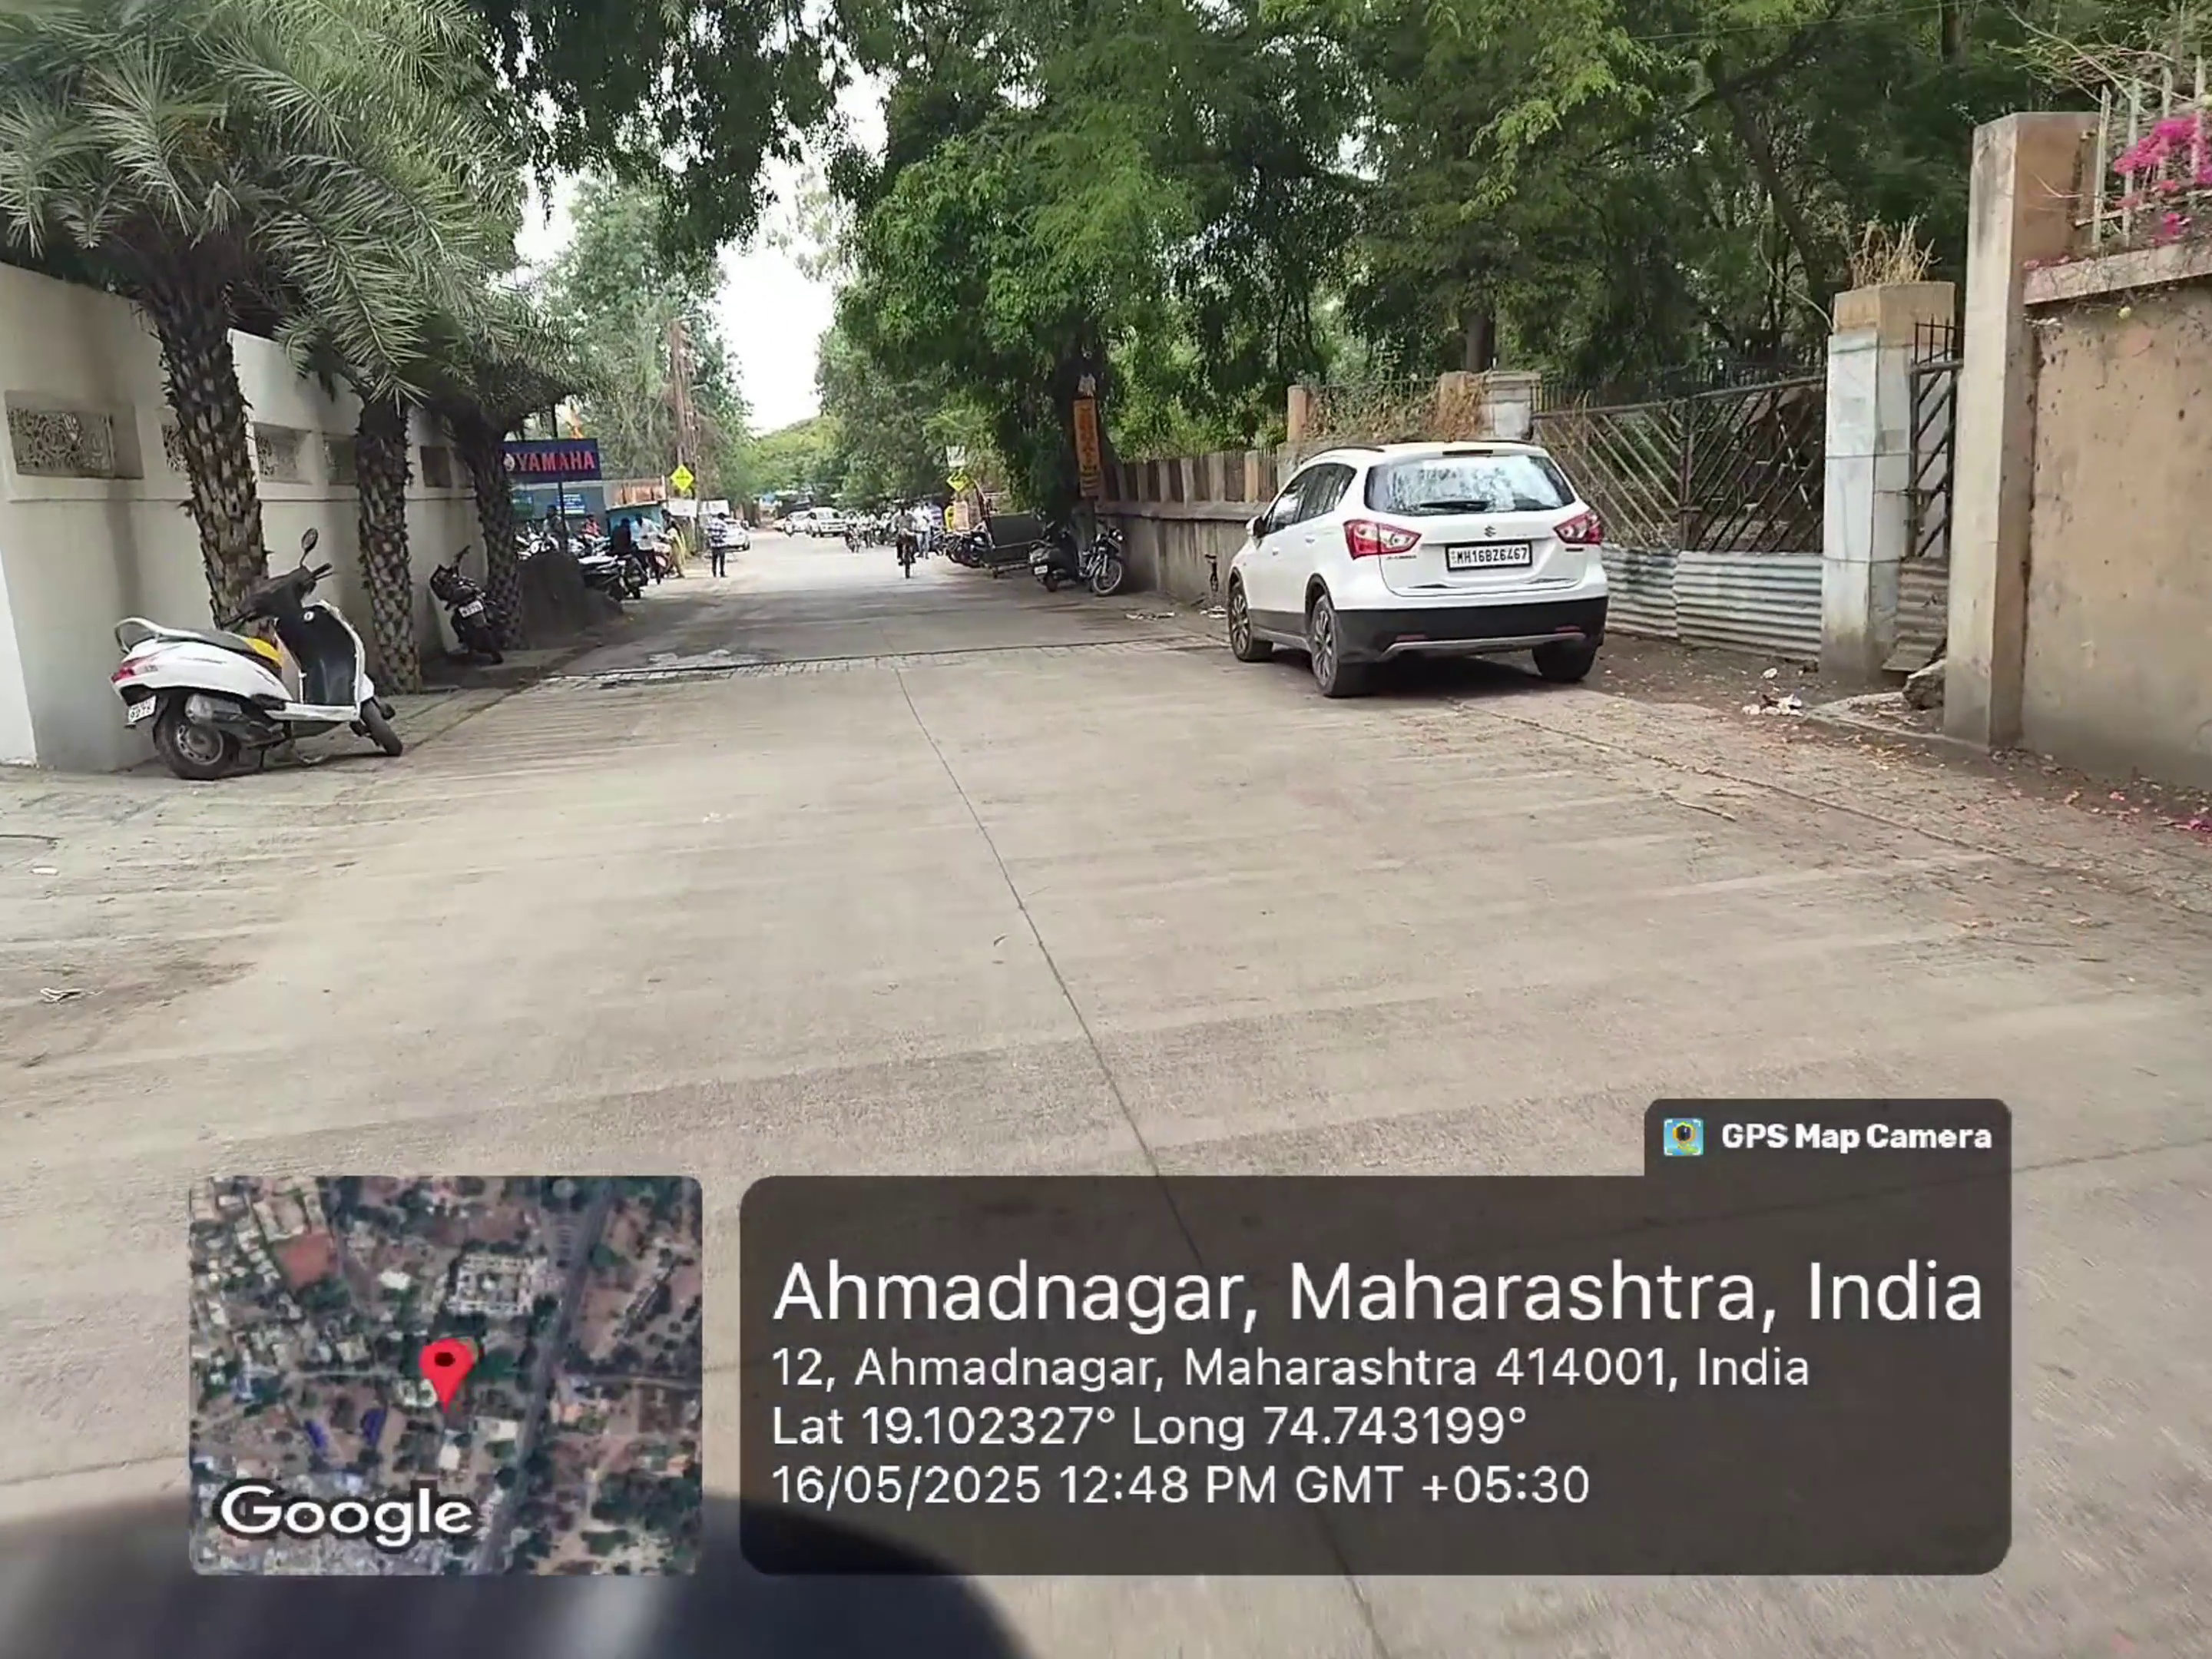 YAMAHA
MH16BZ6467
GPS Map Camera
Ahmadnagar, Maharashtra, India
12, Ahmadnagar, Maharashtra 414001, India
Lat 19.102327° Long 74.743199°
16/05/2025 12:48 PM GMT +05:30
Google